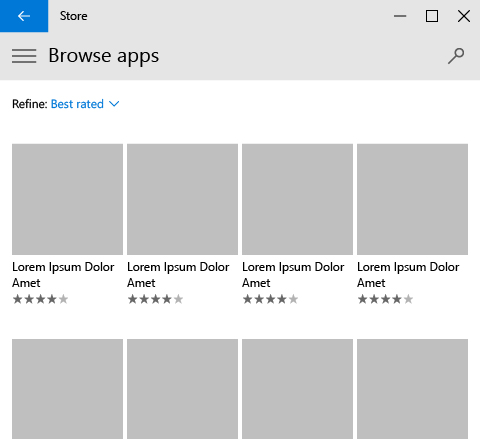 Store
Browse apps
Refine: Best rated
Lorem Ipsum Dolor
Amet
Lorem Ipsum Dolor
Amet
Lorem Ipsum Dolor
Amet
Lorem Ipsum Dolor
Amet